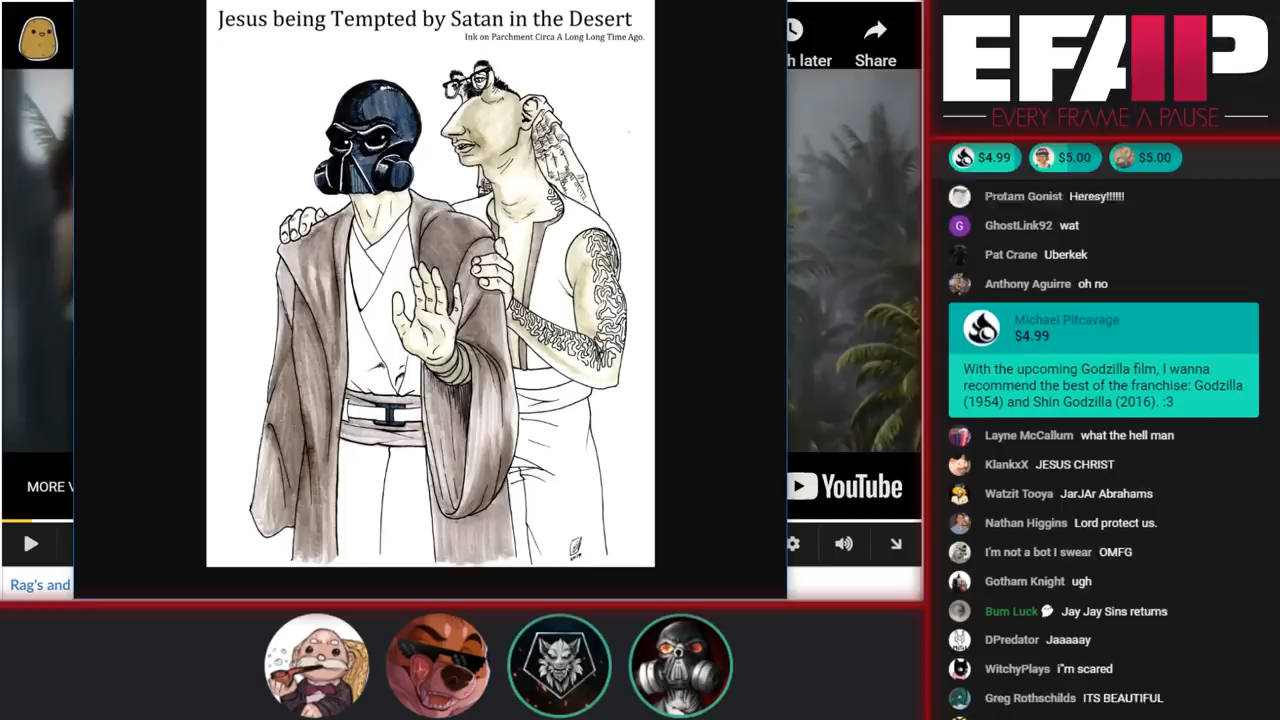 Jesus being Tempted by Satan in the Desert
Ink on Parchment Circa A Long Long Time Ago.
h later
Share
MORE V
YouTube
Rag's and
EFAP
EVERY FRAME A PAUSE
$4.99
$5.00
$5.00
Protam Gonist Heresy!!!!!!
G GhostLink92 wat
Pat Crane Uberkek
Anthony Aguirre oh no
Michael Pitcavage
$4.99
With the upcoming Godzilla film, I wanna
recommend the best of the franchise: Godzilla
(1954) and Shin Godzilla (2016). :3
Layne McCallum what the hell man
KlankxX JESUS CHRIST
Watzit Tooya JarJAr Abrahams
Nathan Higgins Lord protect us.
I'm not a bot I swear OMFG
Gotham Knight ugh
Bum Luck Jay Jay Sins returns
DPredator Jaaaaay
WitchyPlays i"m scared
Greg Rothschilds ITS BEAUTIFUL